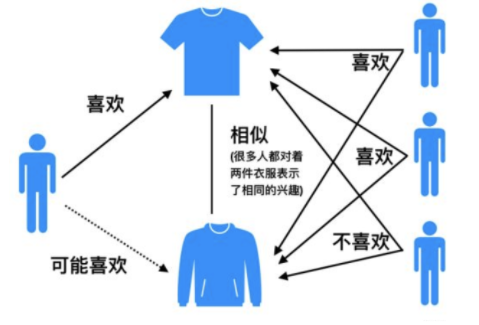 喜欢
喜欢
相似
(很多人都对着
两件衣服表示
了相同的兴趣)
喜欢
不喜欢
可能喜欢